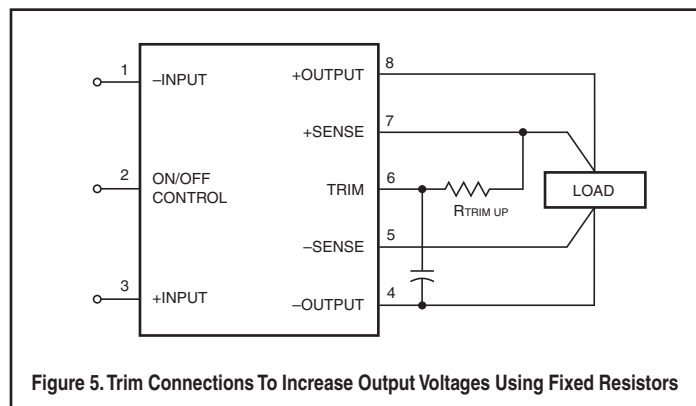 1 –INPUT
+OUTPUT 8
+SENSE 7
2 ON/OFF
CONTROL
TRIM 6
RTRIM UP
LOAD
–SENSE 5
3 +INPUT
–OUTPUT 4
Figure 5. Trim Connections To Increase Output Voltages Using Fixed Resistors